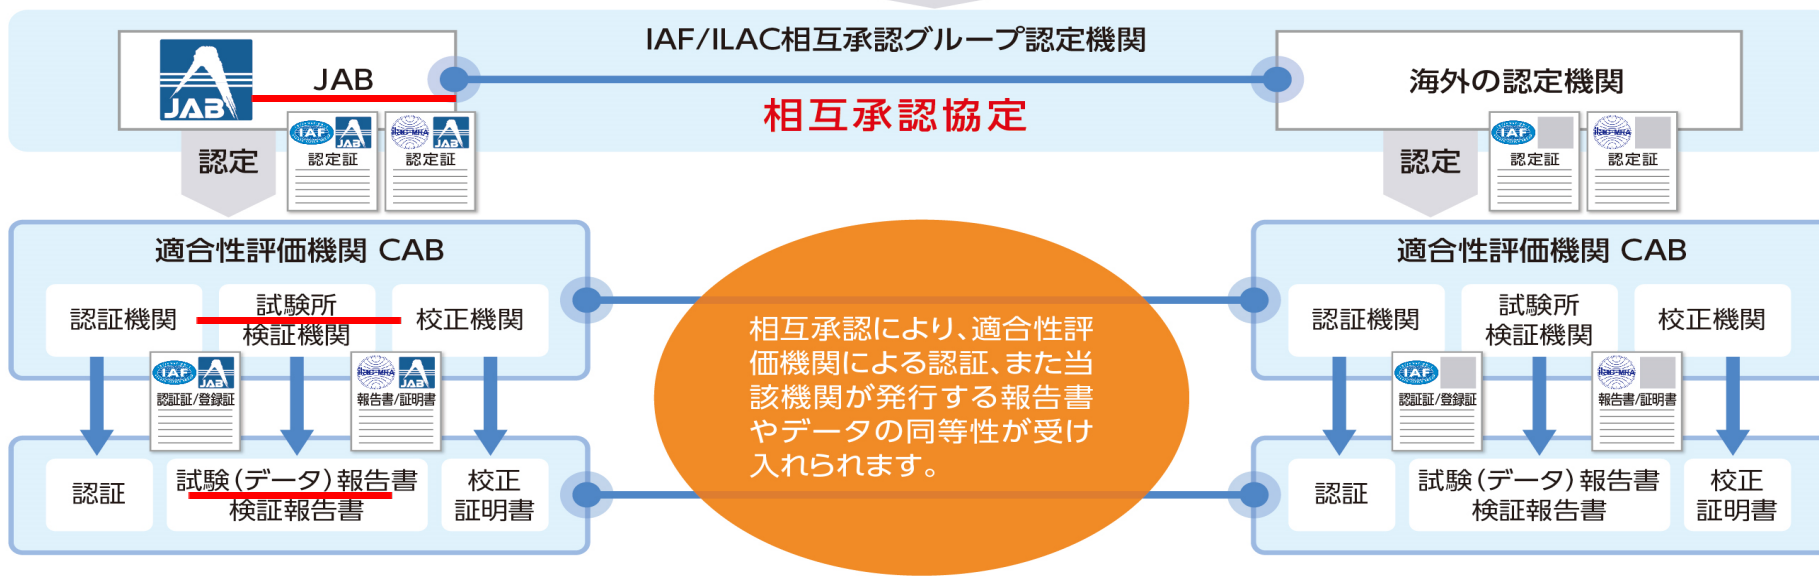 IAF/ILAC相互承認グループ認定機関
JAB
JAB
相互承認協定
海外の認定機関
認定
IAF JAB
認定証
ilac-MRA JAB
認定証
認定
IAF
認定証
ilac-MRA
認定証
適合性評価機関 CAB
認証機関
試験所
検証機関
校正機関
IAF JAB
認証証/登録証
ilac-MRA JAB
報告書/証明書
認証
試験(データ)報告書
検証報告書
校正
証明書
相互承認により、適合性評
価機関による認証、また当
該機関が発行する報告書
やデータの同等性が受け
入れられます。
適合性評価機関 CAB
認証機関
試験所
検証機関
校正機関
IAF
認証証/登録証
ilac-MRA
報告書/証明書
認証
試験(データ)報告書
検証報告書
校正
証明書